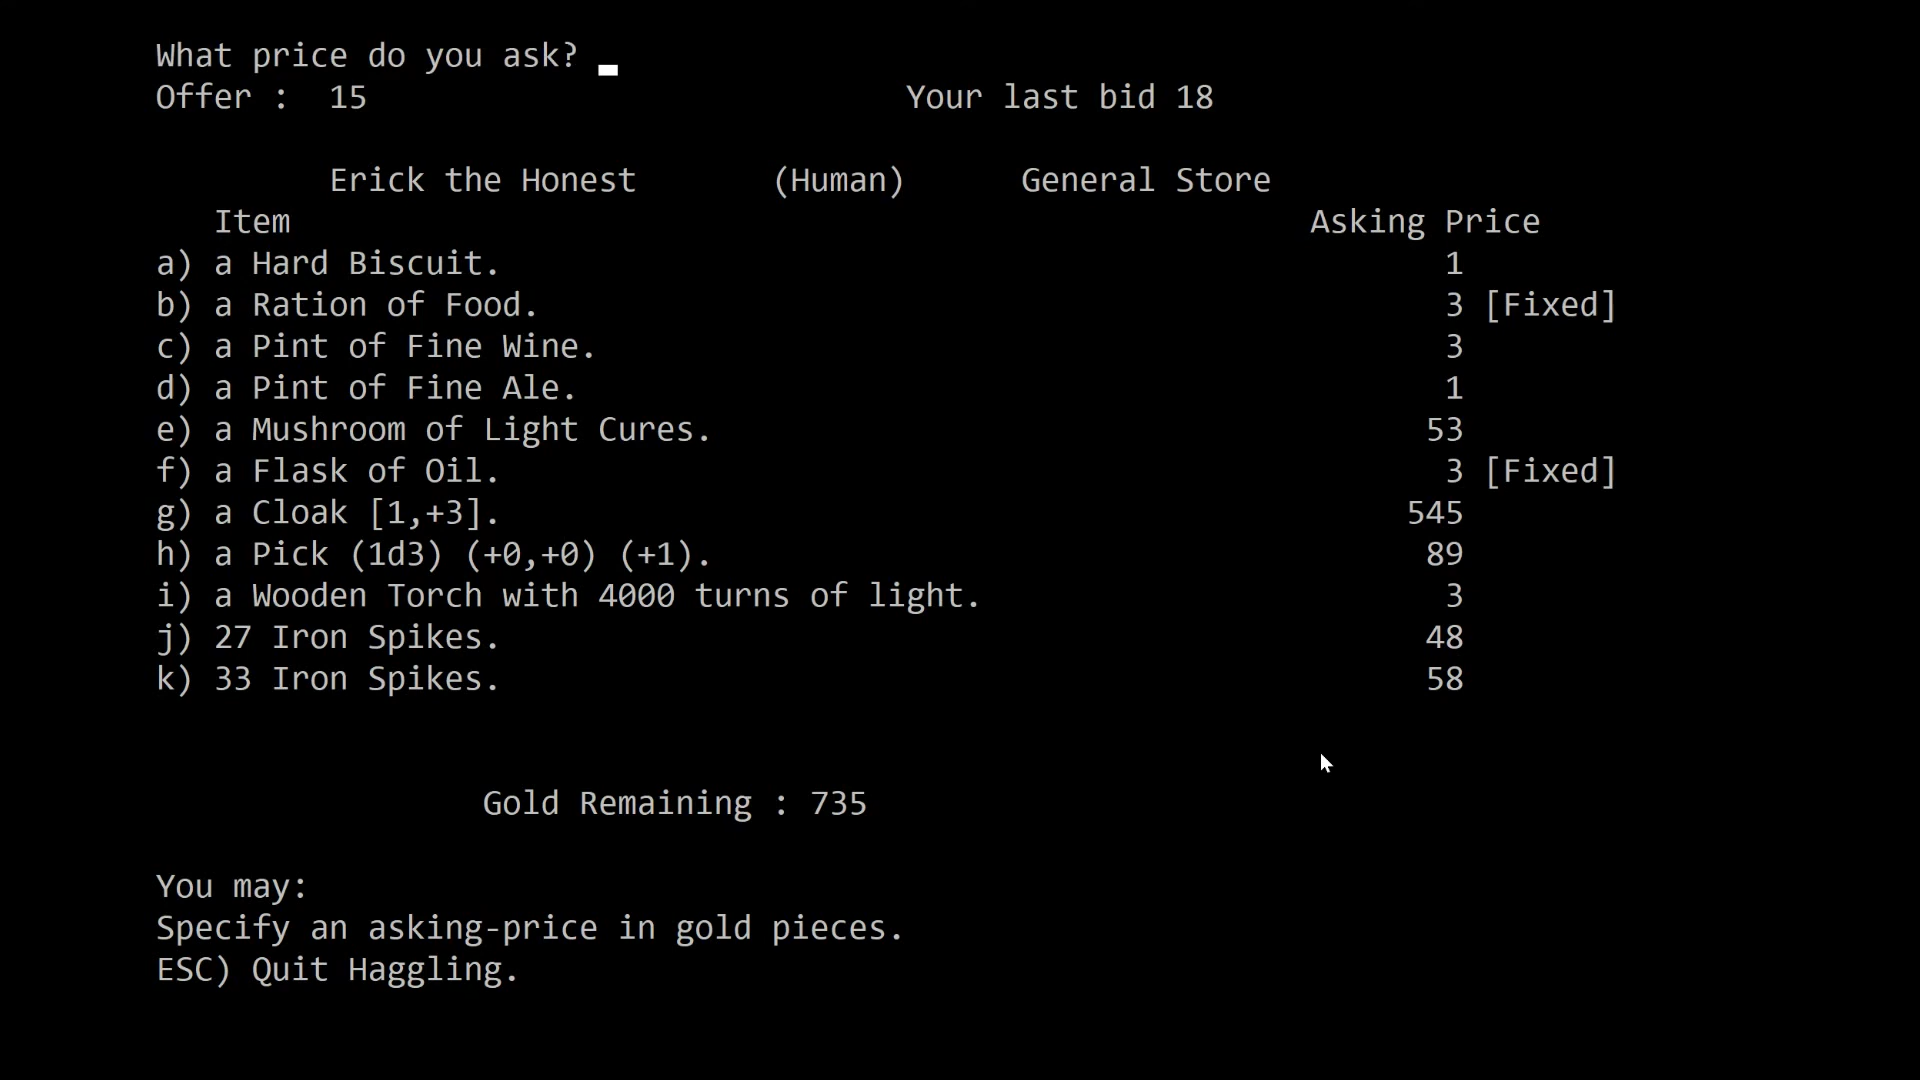 What price do you ask?
Offer :  15                            Your last bid 18
Erick the Honest       (Human)      General Store
Item                                                     Asking Price
a) a Hard Biscuit.                                                 1
b) a Ration of Food.                                               3 [Fixed]
c) a Pint of Fine Wine.                                            3
d) a Pint of Fine Ale.                                             1
e) a Mushroom of Light Cures.                                     53
f) a Flask of Oil.                                                 3 [Fixed]
g) a Cloak [1,+3].                                               545
h) a Pick (1d3) (+0,+0) (+1).                                     89
i) a Wooden Torch with 4000 turns of light.                        3
j) 27 Iron Spikes.                                                48
k) 33 Iron Spikes.                                                58
Gold Remaining : 735
You may:
Specify an asking-price in gold pieces.
ESC) Quit Haggling.